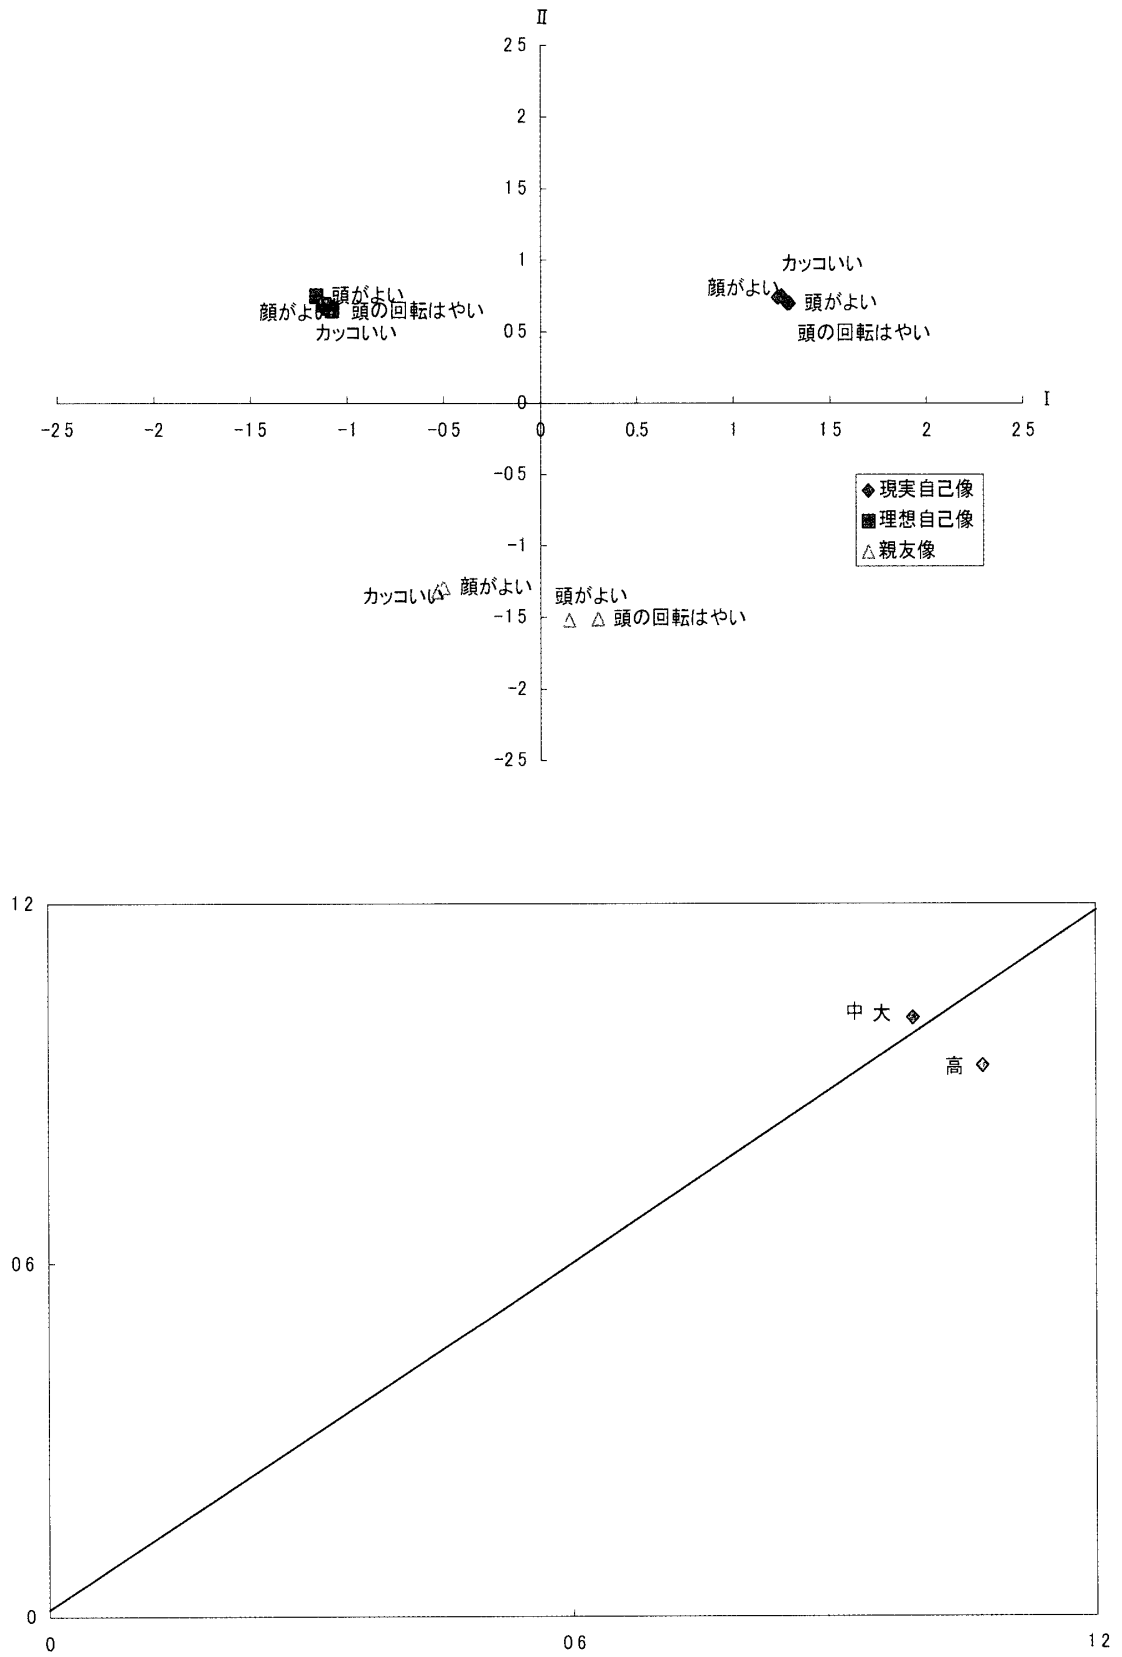 Ⅱ
2 5
2
1 5
1
カッコいい
顔がよい
頭がよい
頭がよい
顔がよい
頭の回転はやい
カッコいい
0 5
頭の回転はやい
0
Ⅰ
-2 5
-2
-1 5
-1
-0 5
0
0.5
1
1 5
2
2 5
-0 5
現実自己像
理想自己像
親友像
-1
カッコいい
顔がよい
頭がよい
-1 5
頭の回転はやい
-2
-2 5
1 2
中 大
高
0 6
0
0
0 6
1 2